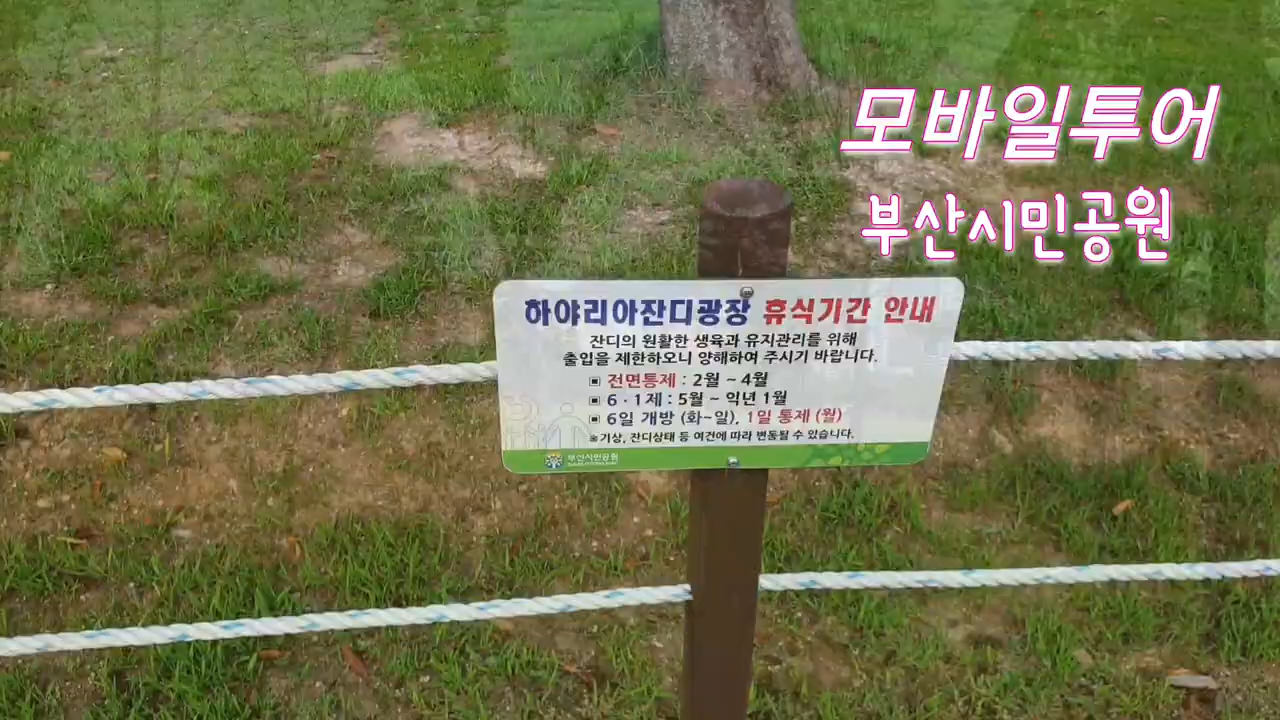 모바일투어
부산시민공원
하야리아잔디광장 휴식기간 안내
잔디의 원활한 생육과 유지관리를 위해
출입을 제한하오니 양해하여 주시기 바랍니다.
▣ 전면통제 : 2월 ~ 4월
▣ 6 · 1제 : 5월 ~ 익년 1월
▣ 6일 개방 (화~일), 1일 통제 (월)
※기상, 잔디상태 등 여건에 따라 변동될 수 있습니다.
부산시민공원